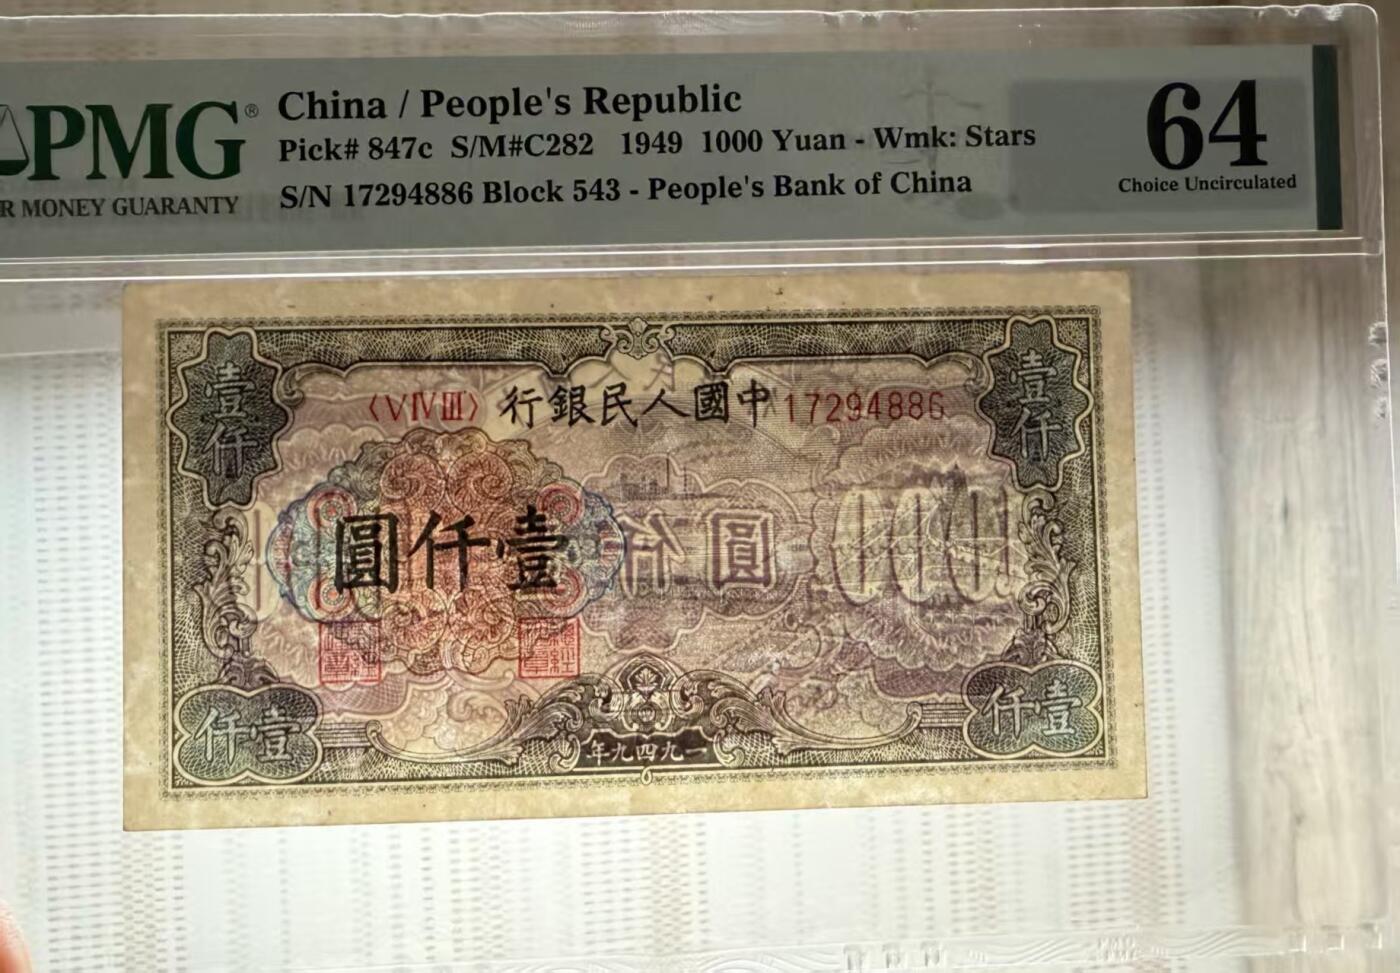 PMG®
R MONEY GUARANTY
China / People's Republic
Pick# 847c S/M#C282 1949 1000 Yuan - Wmk: Stars
S/N 17294886 Block 543 - People's Bank of China
64
Choice Uncirculated
壹仟
壹仟
〈VIVIII〉
行銀民人國中
17294886
圓仟壹
圓仟
000
仟壹
仟壹
年九四九一